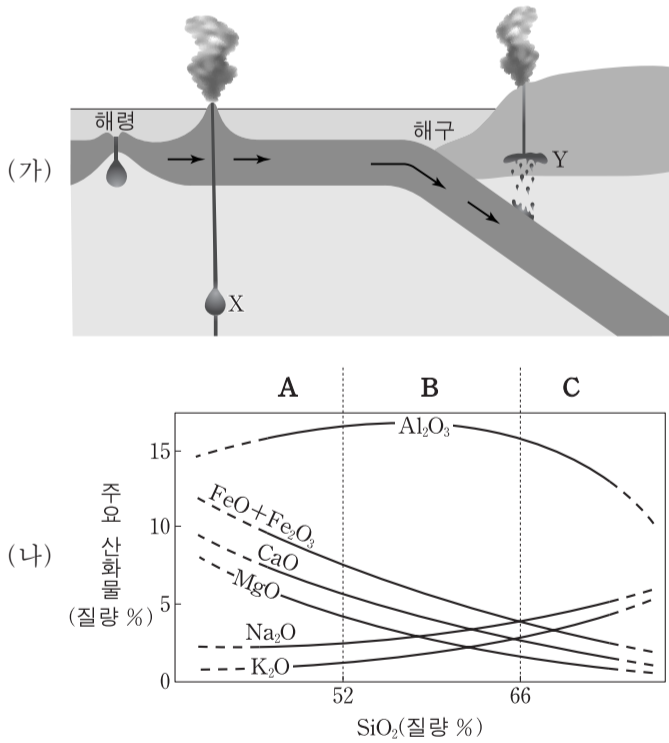 (가)
해령
해구
X
Y
(나)
A B C
주요 산화물
(질량 %)
15
10
5
0
Al₂O₃
FeO+Fe₂O₃
CaO
MgO
Na₂O
K₂O
52 66
SiO₂(질량 %)